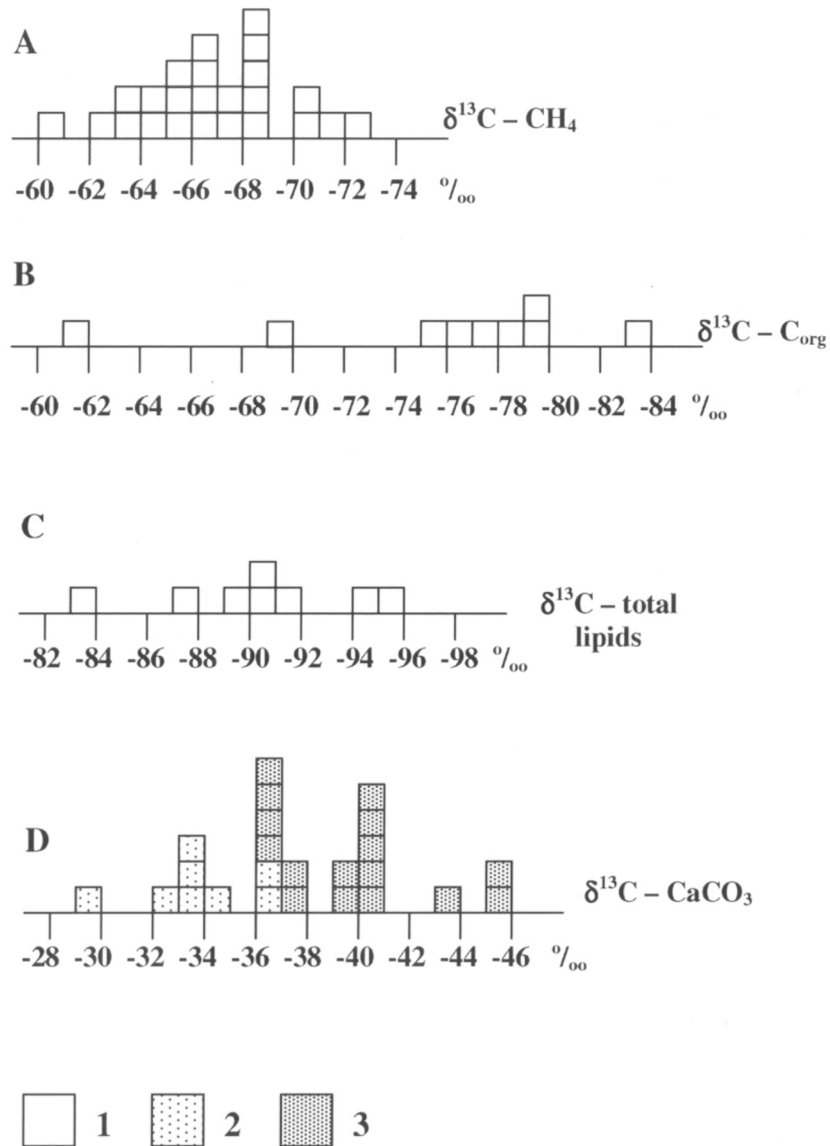 A
δ¹³C – CH₄
-60 -62 -64 -66 -68 -70 -72 -74 ‰
B
δ¹³C – Cₒᵣg
-60 -62 -64 -66 -68 -70 -72 -74 -76 -78 -80 -82 -84 ‰
C
δ¹³C – total
lipids
-82 -84 -86 -88 -90 -92 -94 -96 -98 ‰
D
δ¹³C – CaCO₃
-28 -30 -32 -34 -36 -38 -40 -42 -44 -46 ‰
1 2 3